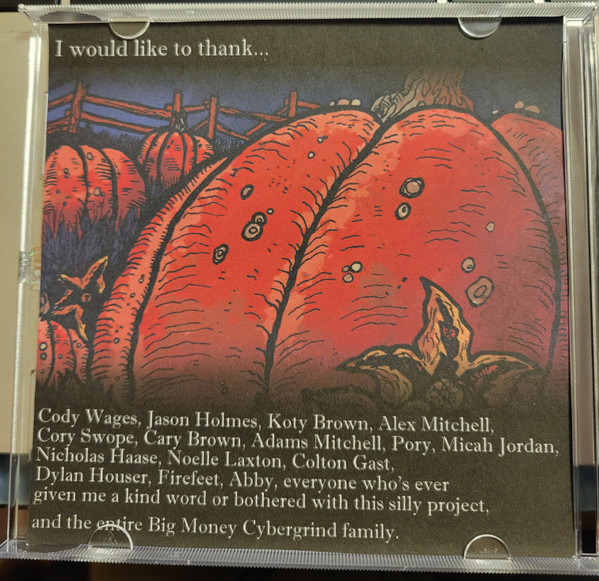 I would like to thank...
Cody Wages, Jason Holmes, Koty Brown, Alex Mitchell,
Cory Swope, Cary Brown, Adams Mitchell, Pory, Micah Jordan,
Nicholas Haase, Noelle Laxton, Colton Gast,
Dylan Houser, Firefeet, Abby, everyone who's ever
given me a kind word or bothered with this silly project,
and the entire Big Money Cybergrind family.